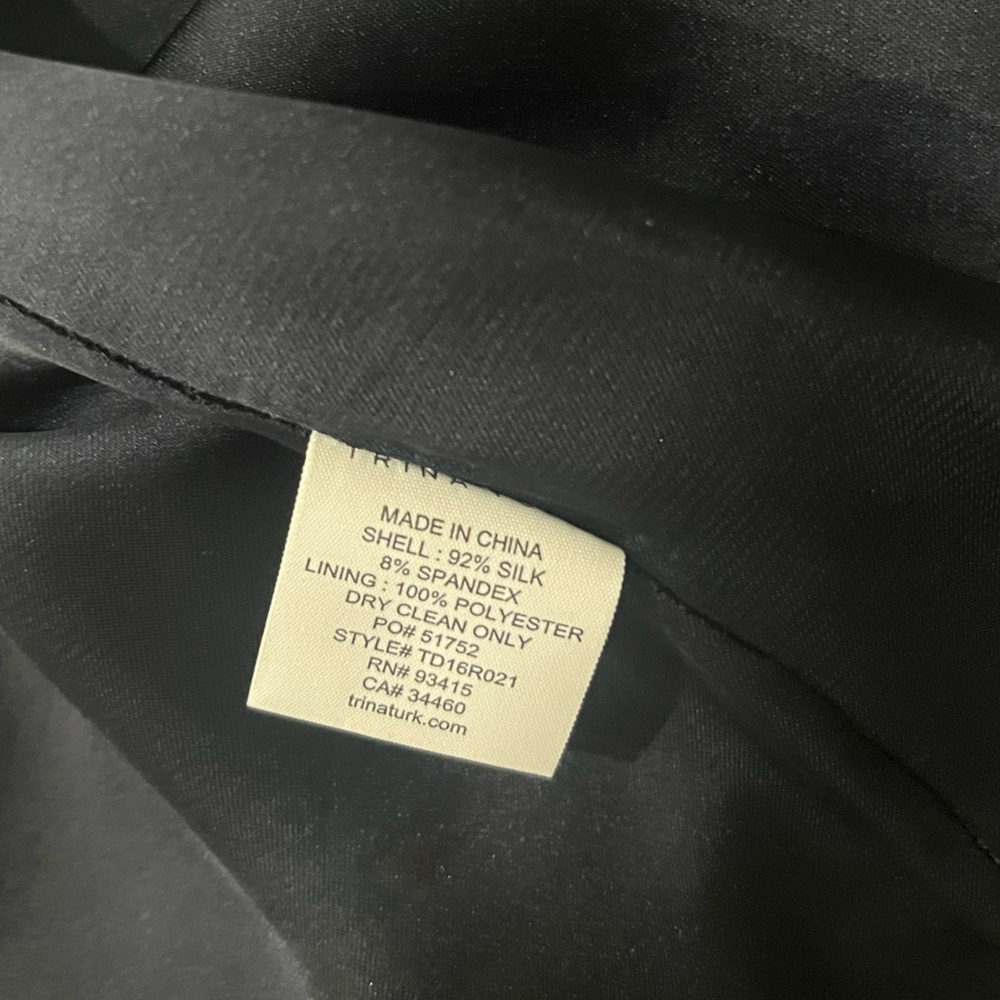 TRINA
MADE IN CHINA
SHELL : 92% SILK
8% SPANDEX
LINING : 100% POLYESTER
DRY CLEAN ONLY
PO# 51752
STYLE# TD16R021
RN# 93415
CA# 34460
trinaturk.com